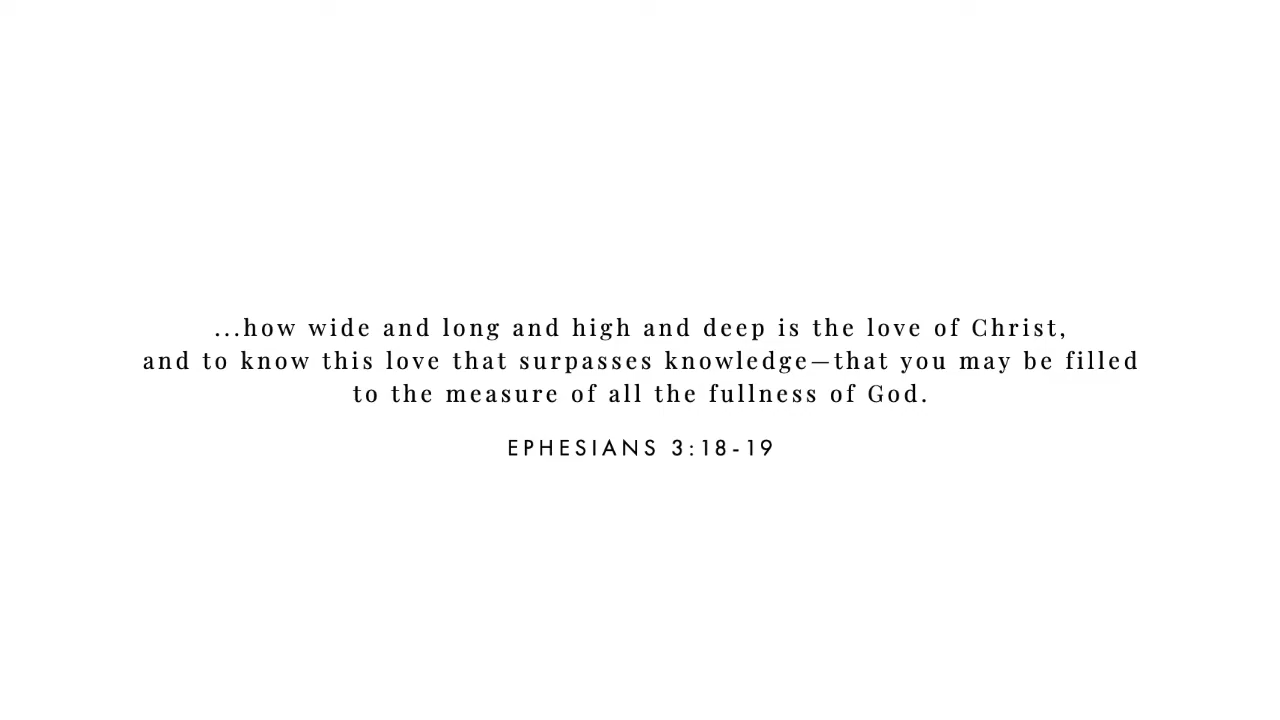 ...how wide and long and high and deep is the love of Christ,
and to know this love that surpasses knowledge—that you may be filled
to the measure of all the fullness of God.
EPHESIANS 3:18-19